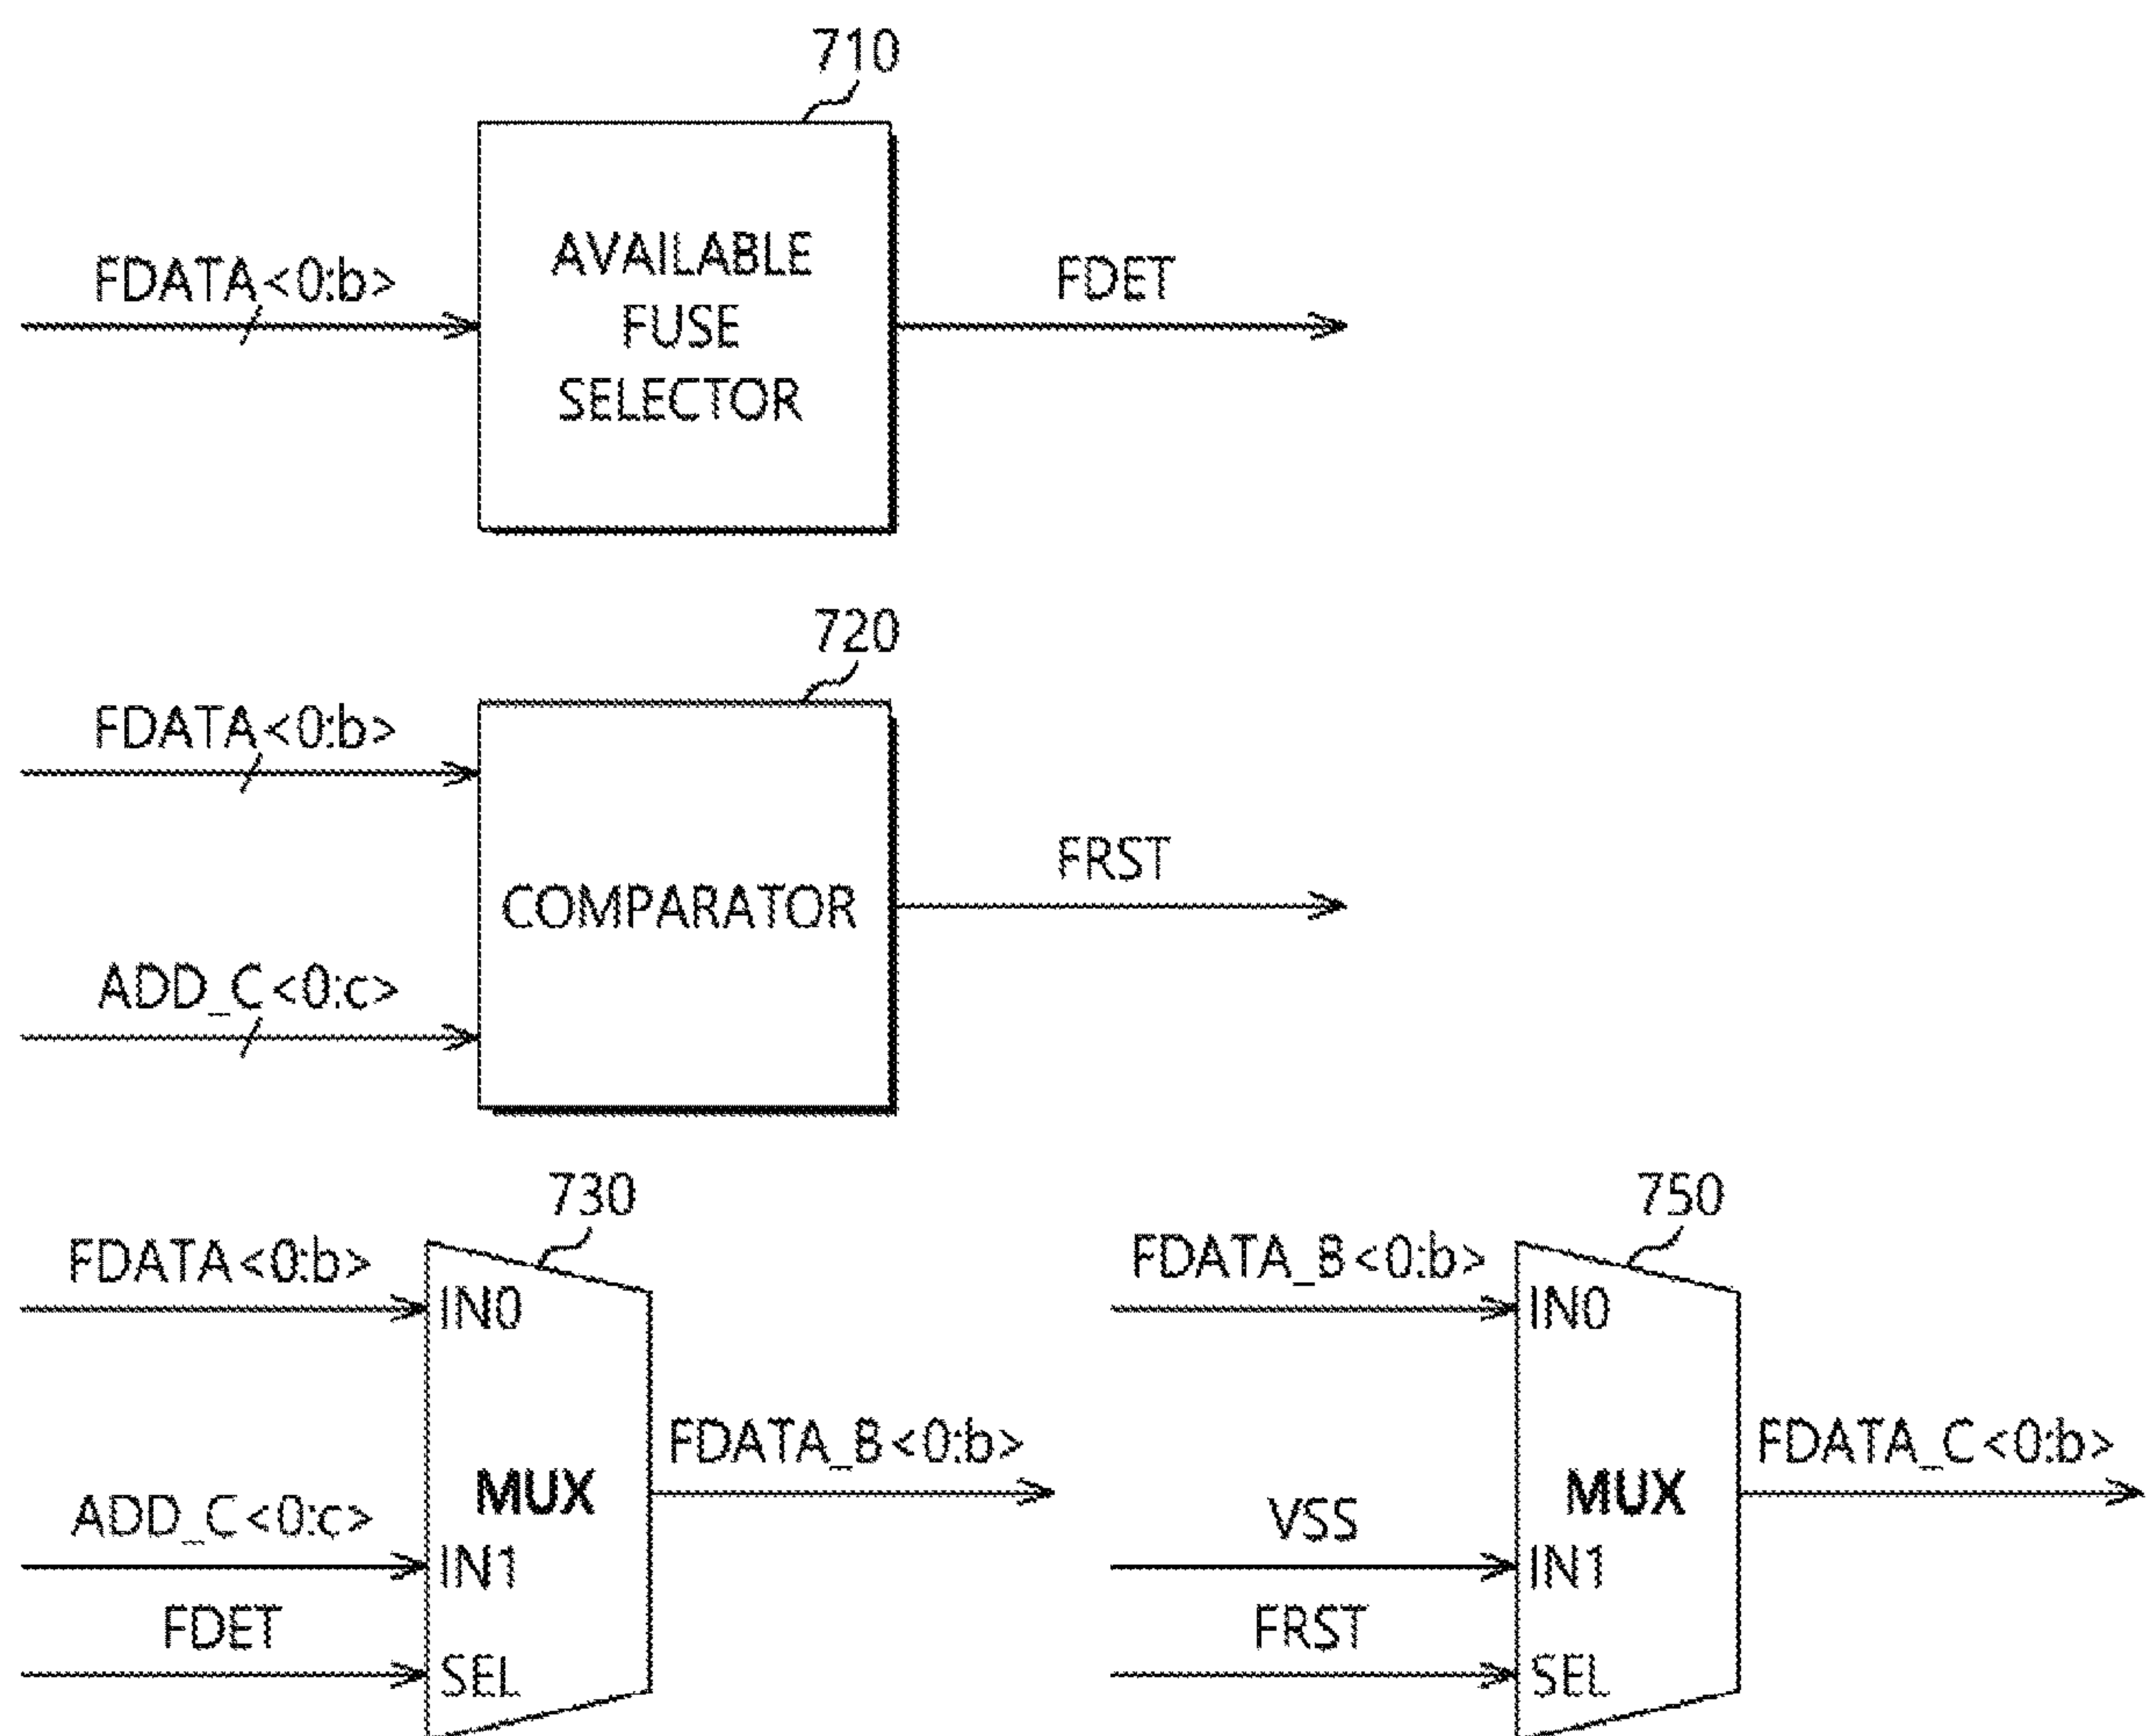 710
AVAILABLE
FUSE
SELECTOR
FDATA<0:b>
FDET
720
FDATA<0:b>
COMPARATOR
FRST
ADD_C<0:c>
730
FDATA<0:b>
IN0
MUX
FDATA_B<0:b>
ADD_C<0:c>
IN1
FDET
SEL
750
FDATA_B<0:b>
IN0
MUX
FDATA_C<0:b>
VSS
IN1
FRST
SEL